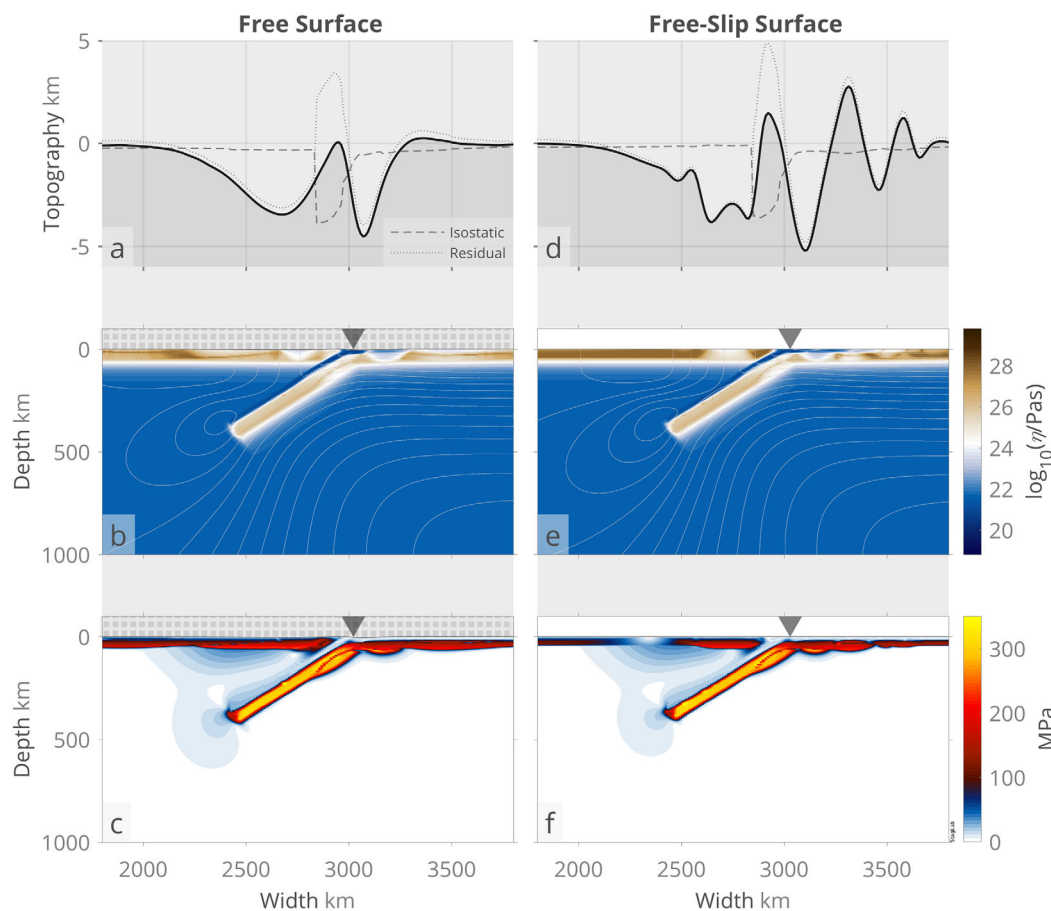 Free Surface
Free-Slip Surface
5
0
-5
Topography km
Isostatic
Residual
a
d
0
500
1000
Depth km
b
e
28
26
24
22
20
log10(η/Pas)
0
500
1000
Depth km
c
f
StagLab
300
200
100
0
MPa
2000 2500 3000 3500
2000 2500 3000 3500
Width km
Width km